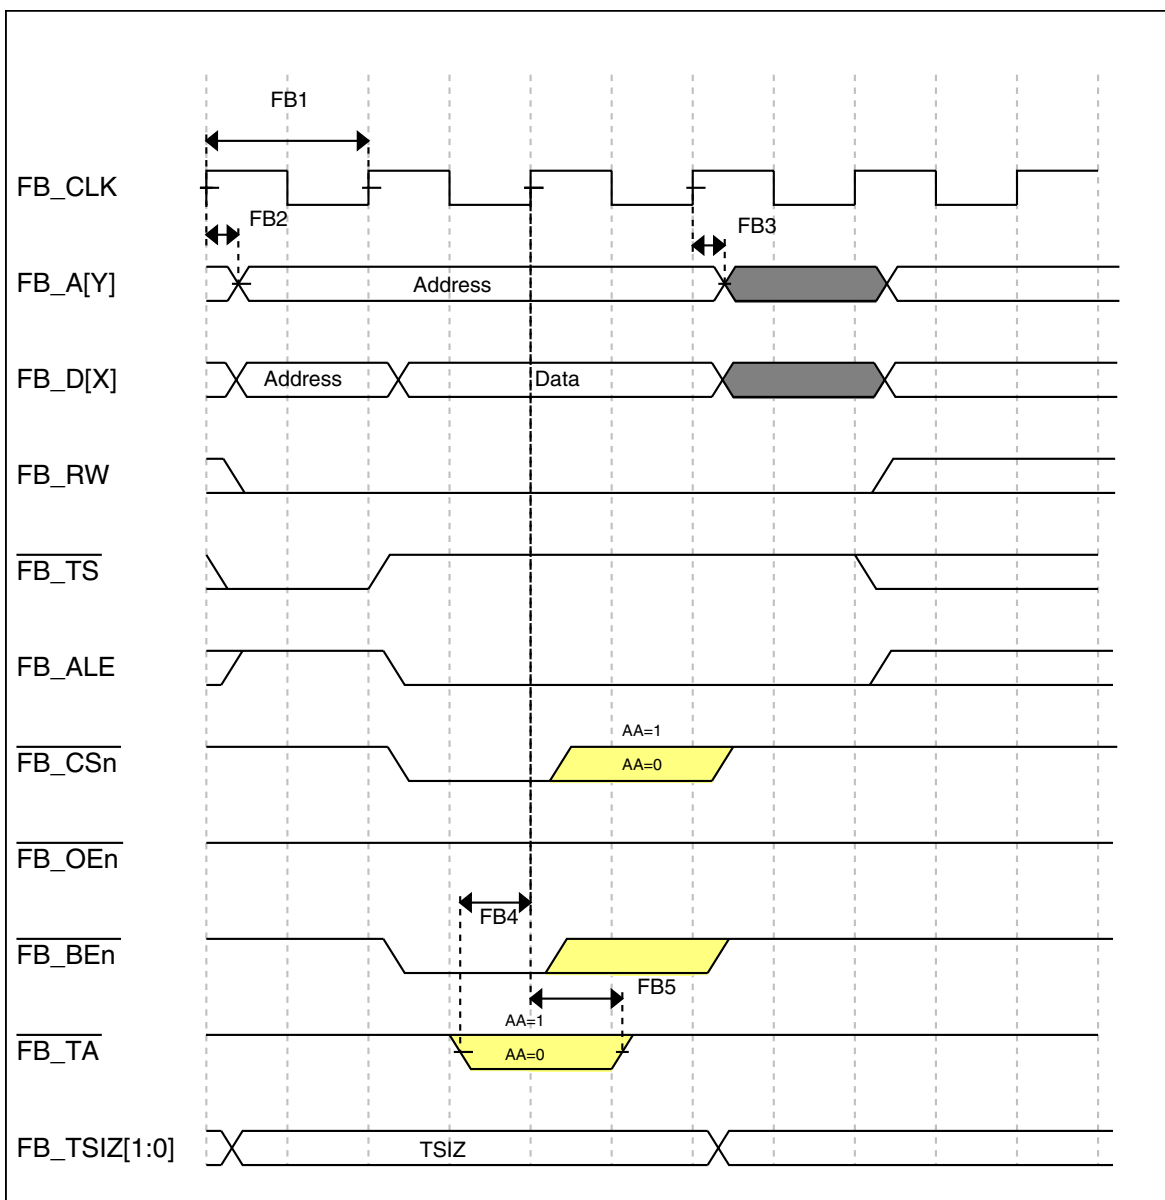 FB1
FB_CLK
FB2
FB3
FB_A[Y]
Address
FB_D[X]
Address
Data
FB_RW
FB_TS
FB_ALE
AA=1
FB_CSn
AA=0
FB_OEn
FB4
FB_BEn
FB5
AA=1
FB_TA
AA=0
FB_TSIZ[1:0]
TSIZ